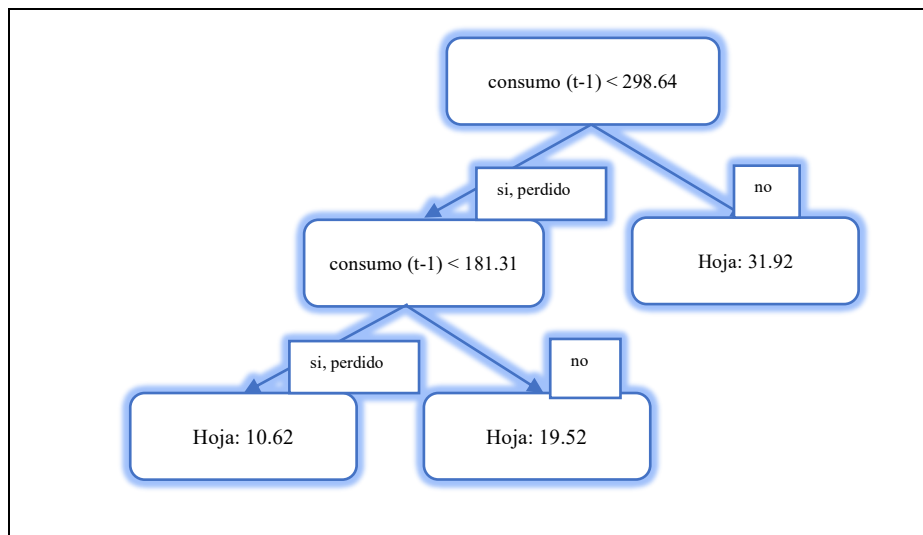 consumo (t-1) < 298.64
si, perdido
no
consumo (t-1) < 181.31
Hoja: 31.92
si, perdido
no
Hoja: 10.62
Hoja: 19.52